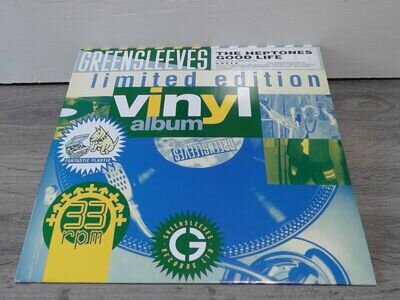 GREENSLEEVES
THE HEPTONES
GOOD LIFE
limited edition
vinyl
album
GREENSLEEVES
FANTASTIC PLASTIC
33
rpm
GREENSLEEVES
RECORDS LTD
G